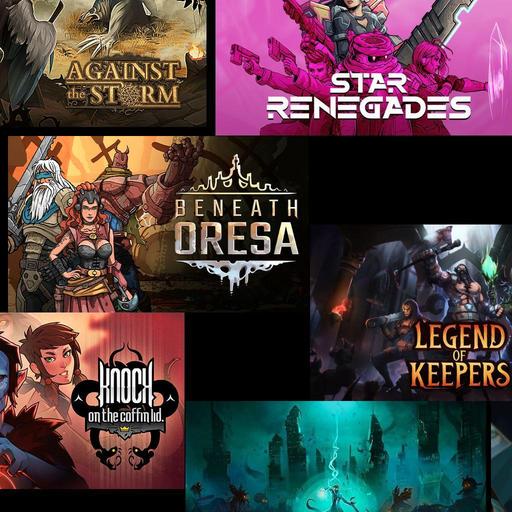 AGAINST
the STORM
STAR
RENEGADES
BENEATH
ORESA
LEGEND
OF
KEEPERS
KNOCK
on the coffin lid.